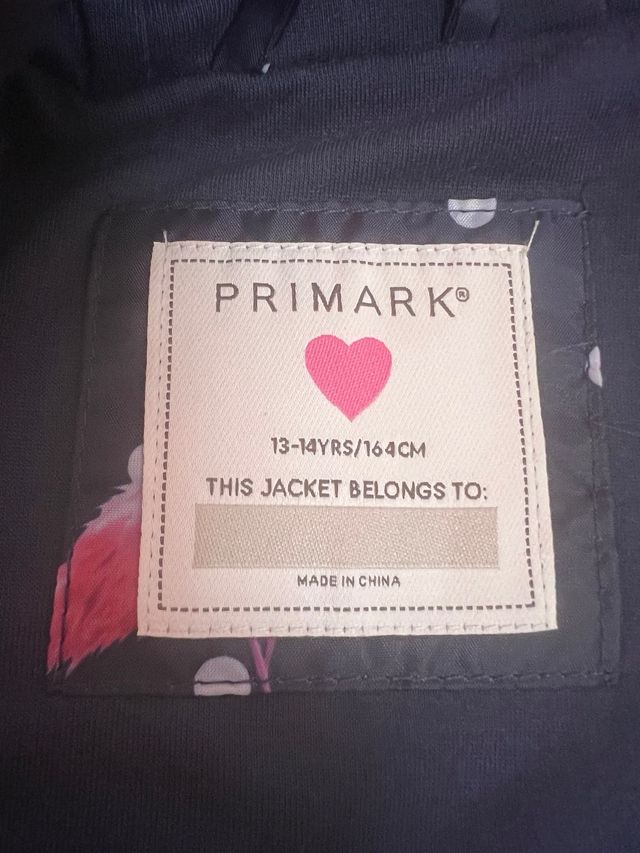 PRIMARK®
13-14YRS/164CM
THIS JACKET BELONGS TO:
MADE IN CHINA